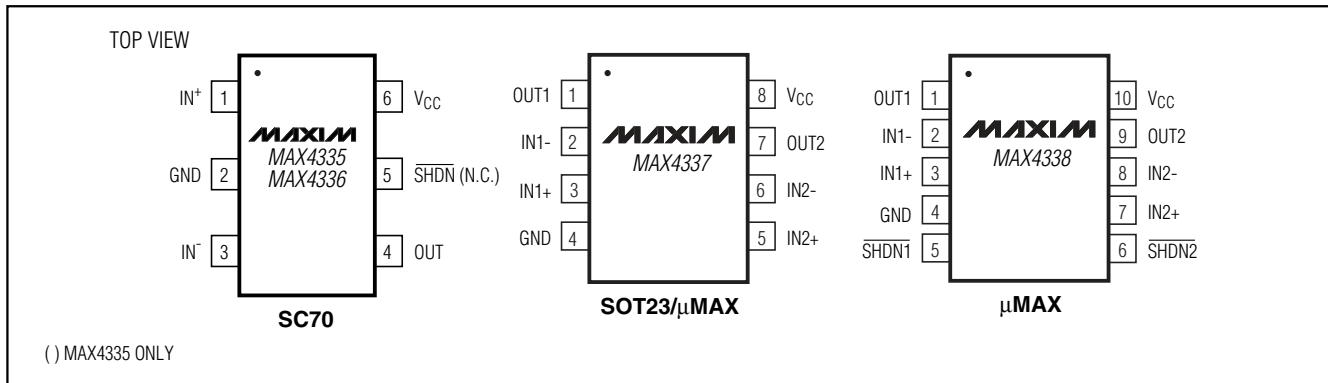 TOP VIEW
IN+ 1
GND 2
IN- 3
MAXIM
MAX4335
MAX4336
6 VCC
5 S̅H̅D̅N̅ (N.C.)
4 OUT
SC70
OUT1 1
IN1- 2
IN1+ 3
GND 4
MAXIM
MAX4337
8 VCC
7 OUT2
6 IN2-
5 IN2+
SOT23/μMAX
OUT1 1
IN1- 2
IN1+ 3
GND 4
S̅H̅D̅N̅1̅ 5
MAXIM
MAX4338
10 VCC
9 OUT2
8 IN2-
7 IN2+
6 S̅H̅D̅N̅2̅
μMAX
( ) MAX4335 ONLY